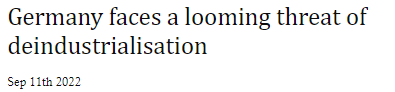 Germany faces a looming threat of
deindustrialisation
Sep 11th 2022